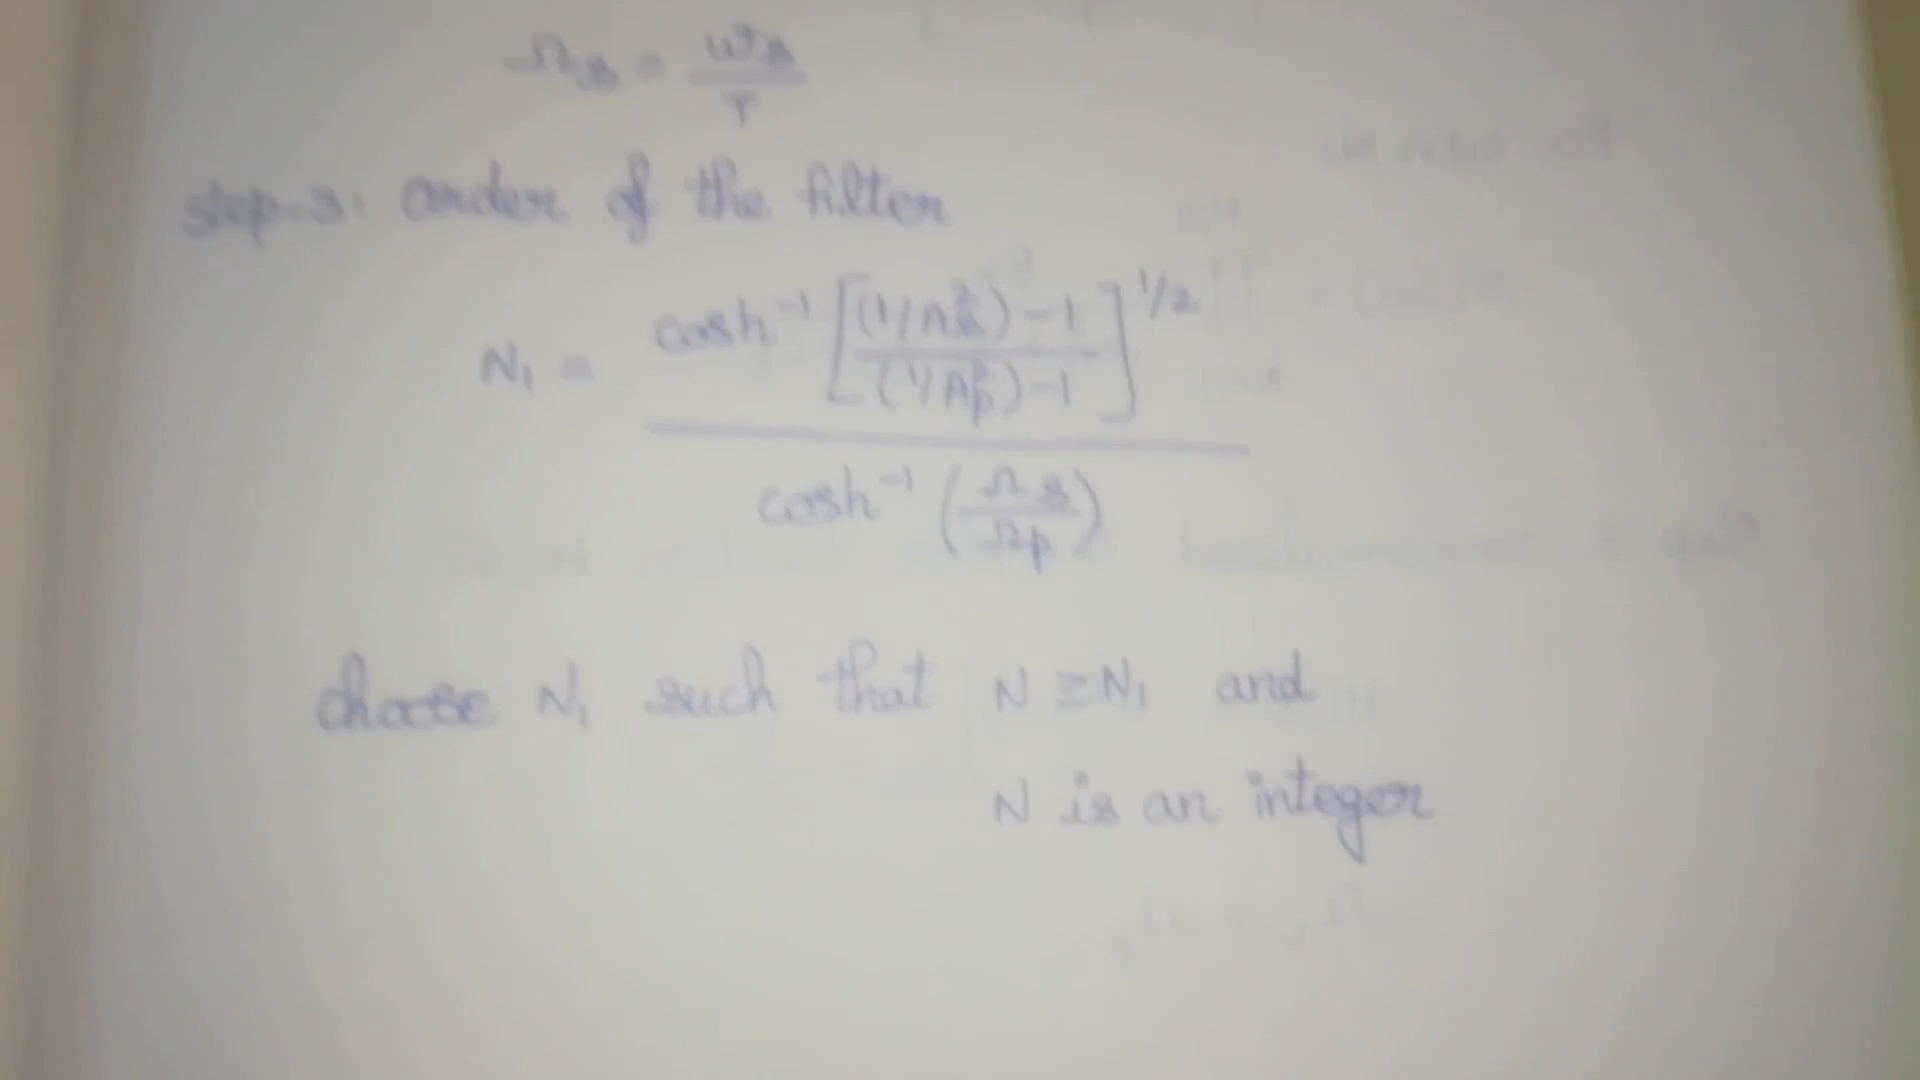 Ωs = ωs / T
step-3: order of the filter
N₁ = cosh⁻¹ [ ((1/As²) - 1) / ((1/Ap²) - 1) ]^1/2 / cosh⁻¹ (Ωs / Ωp)
choose N₁ such that N ≥ N₁ and
N is an integer